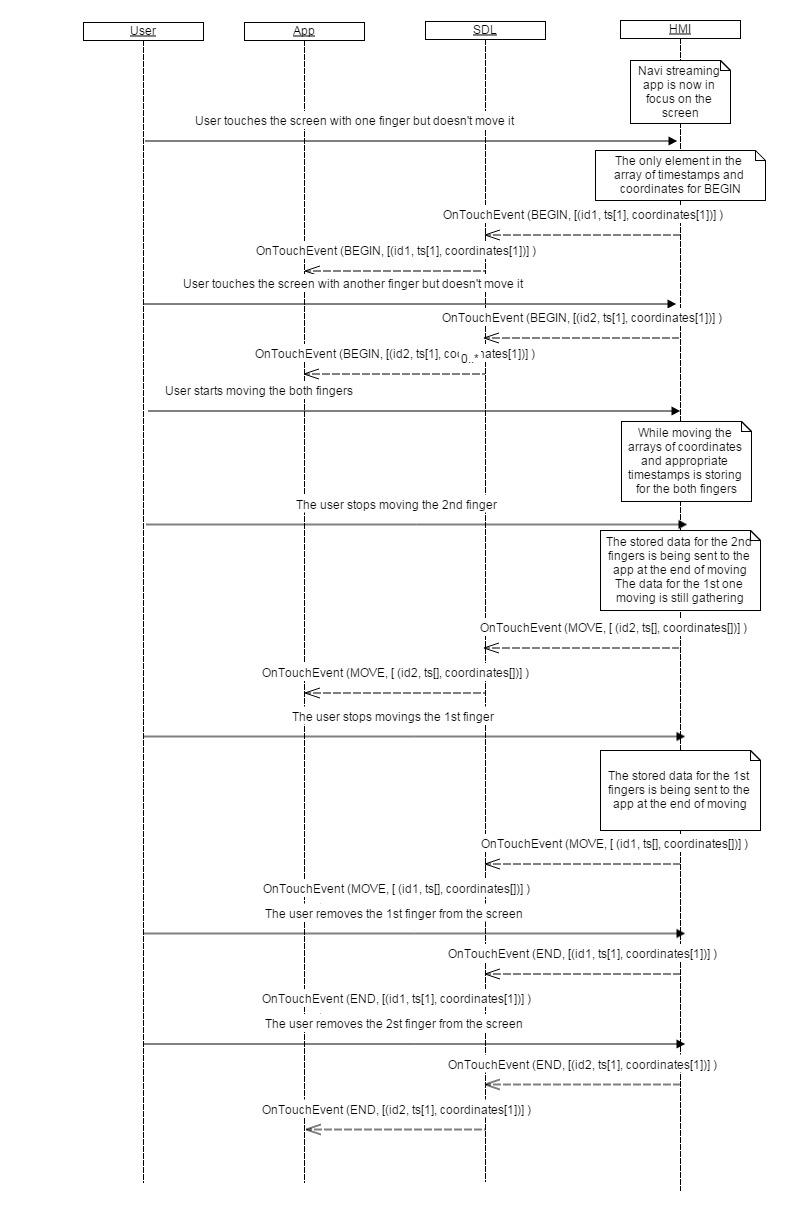 User
App
SDL
HMI
Navi streaming
app is now in
focus on the
screen
User touches the screen with one finger but doesn't move it
The only element in the
array of timestamps and
coordinates for BEGIN
OnTouchEvent (BEGIN, [(id1, ts[1], coordinates[1])] )
OnTouchEvent (BEGIN, [(id1, ts[1], coordinates[1])] )
User touches the screen with another finger but doesn't move it
OnTouchEvent (BEGIN, [(id2, ts[1], coordinates[1])] )
OnTouchEvent (BEGIN, [(id2, ts[1], nates[1])] )
0..*
User starts moving the both fingers
While moving the
arrays of coordinates
and appropriate
timestamps is storing
for the both fingers
The user stops moving the 2nd finger
The stored data for the 2nd
fingers is being sent to the
app at the end of moving
The data for the 1st one
moving is still gathering
OnTouchEvent (MOVE, [ (id2, ts[], coordinates[])] )
OnTouchEvent (MOVE, [ (id2, ts[], coordinates[])] )
The user stops movings the 1st finger
The stored data for the 1st
fingers is being sent to the
app at the end of moving
OnTouchEvent (MOVE, [ (id1, ts[], coordinates[])] )
OnTouchEvent (MOVE, [ (id1, ts[], coordinates[])] )
The user removes the 1st finger from the screen
OnTouchEvent (END, [(id1, ts[1], coordinates[1])] )
OnTouchEvent (END, [(id1, ts[1], coordinates[1])] )
The user removes the 2st finger from the screen
OnTouchEvent (END, [(id2, ts[1], coordinates[1])] )
OnTouchEvent (END, [(id2, ts[1], coordinates[1])] )